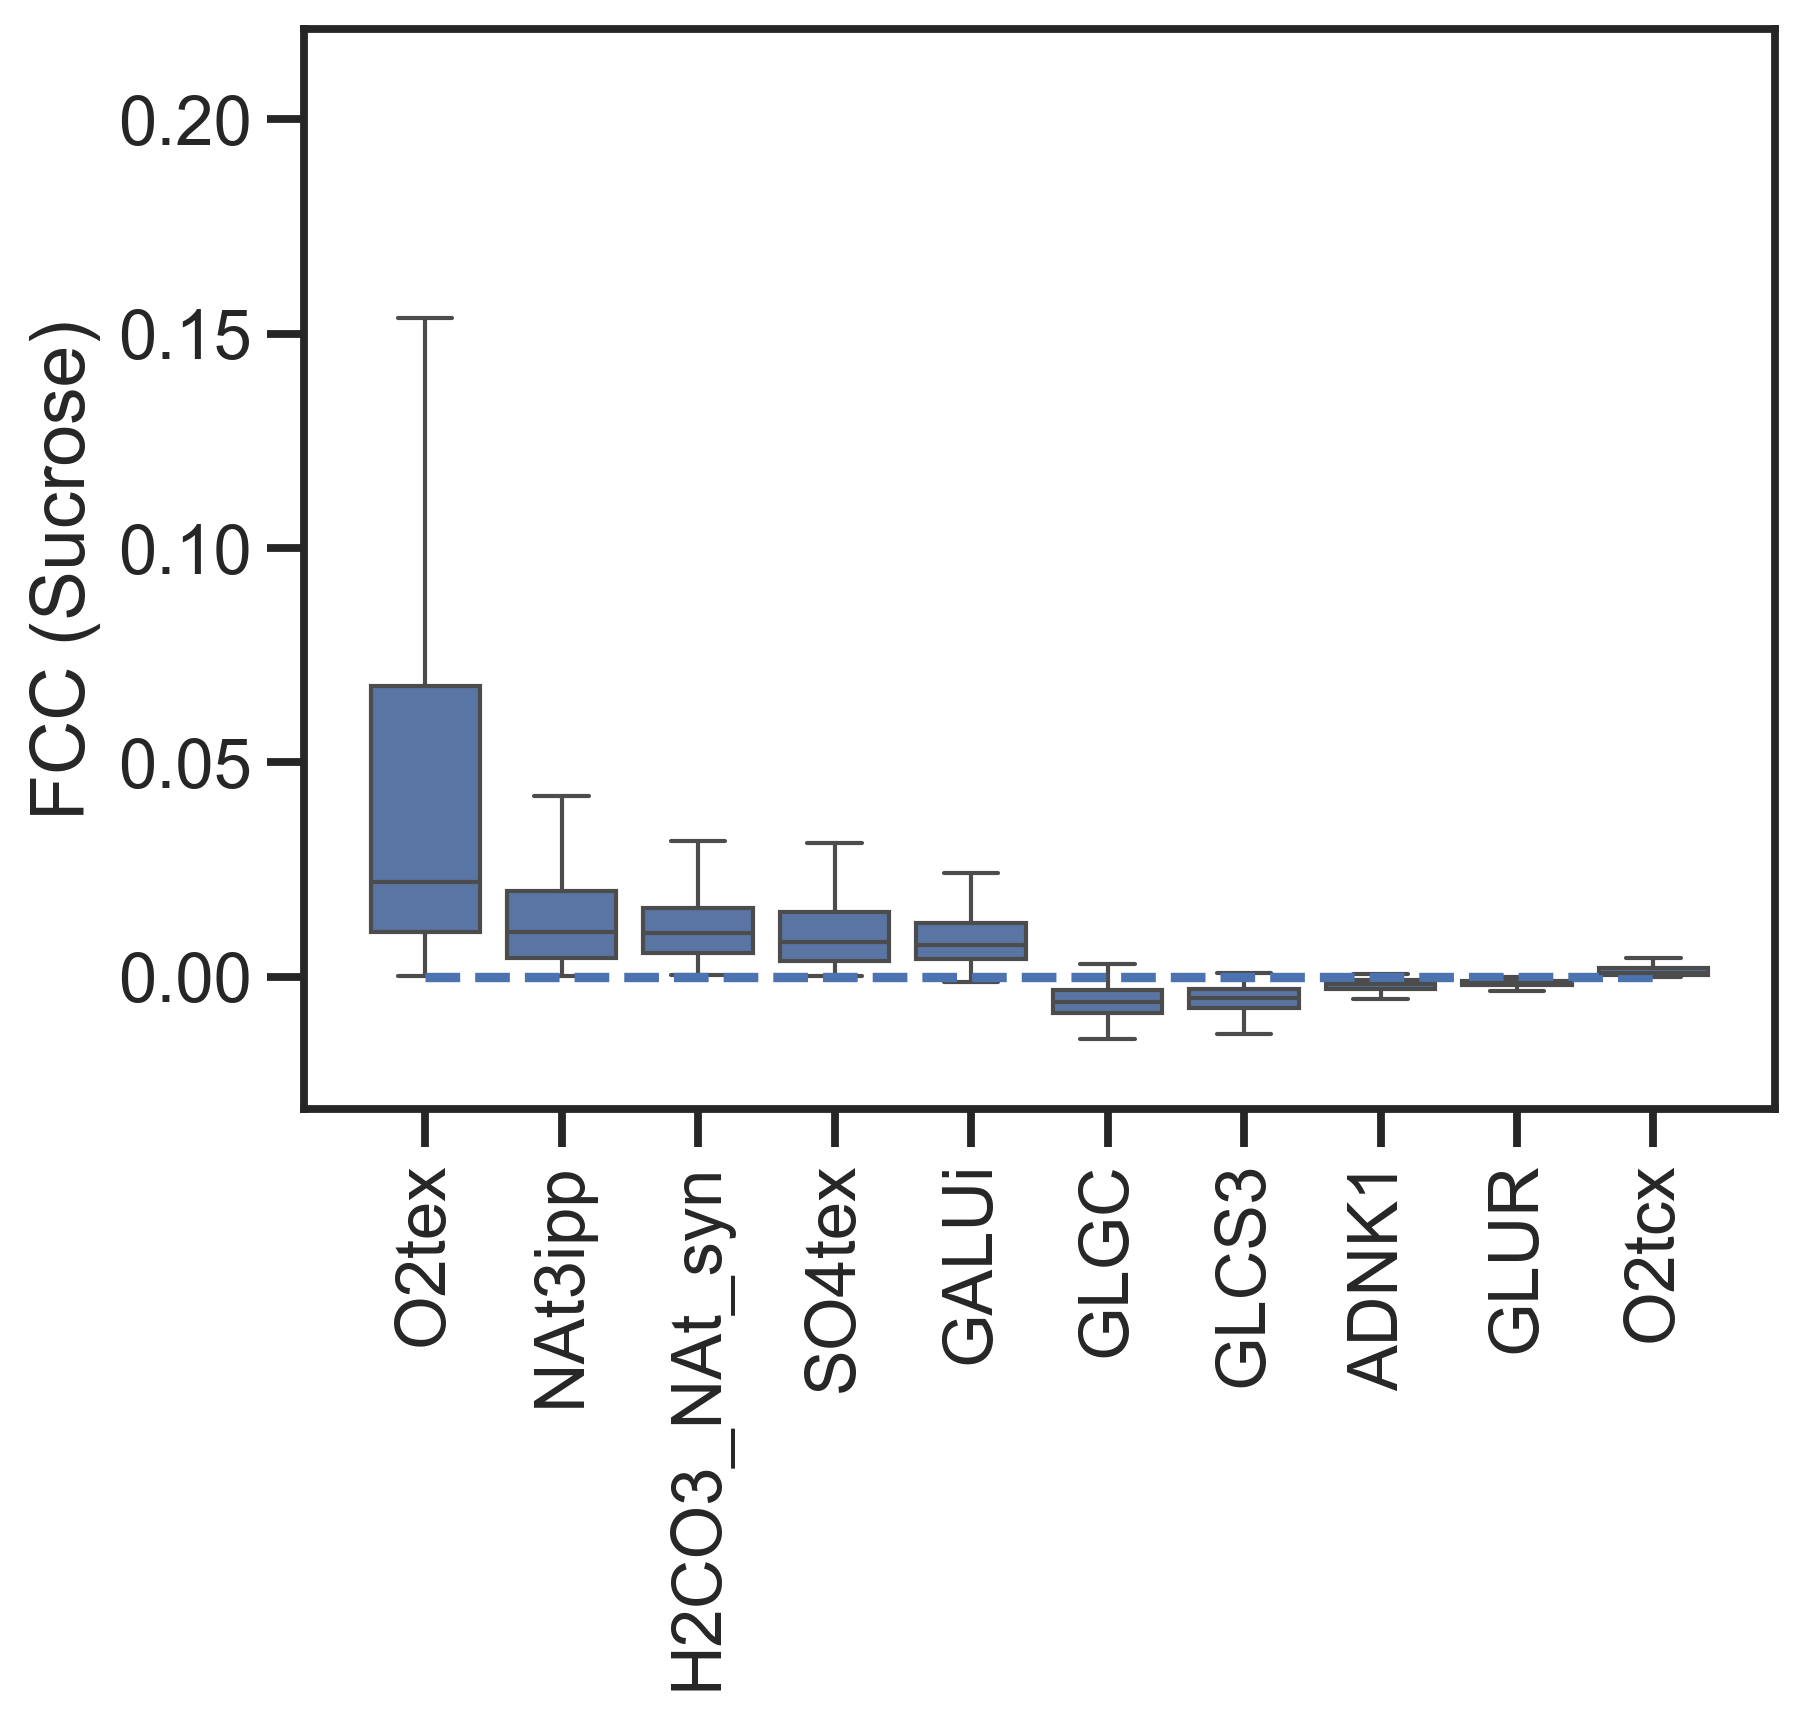 FCC (Sucrose)
0.20
0.15
0.10
0.05
0.00
O2tex
NAt3ipp
H2CO3_NAt_syn
SO4tex
GALUi
GLGC
GLCS3
ADNK1
GLUR
O2tcx